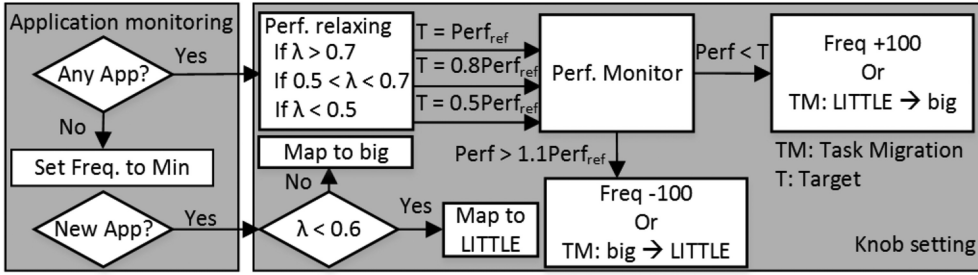 Application monitoring
Any App?
Yes
No
Set Freq. to Min
New App?
Yes
Perf. relaxing
If λ > 0.7
If 0.5 < λ < 0.7
If λ < 0.5
T = Perfref
T = 0.8Perfref
T = 0.5Perfref
Perf. Monitor
Perf < T
Freq +100
Or
TM: LITTLE → big
TM: Task Migration
T: Target
Map to big
No
λ < 0.6
Yes
Map to
LITTLE
Perf > 1.1Perfref
Freq -100
Or
TM: big → LITTLE
Knob setting